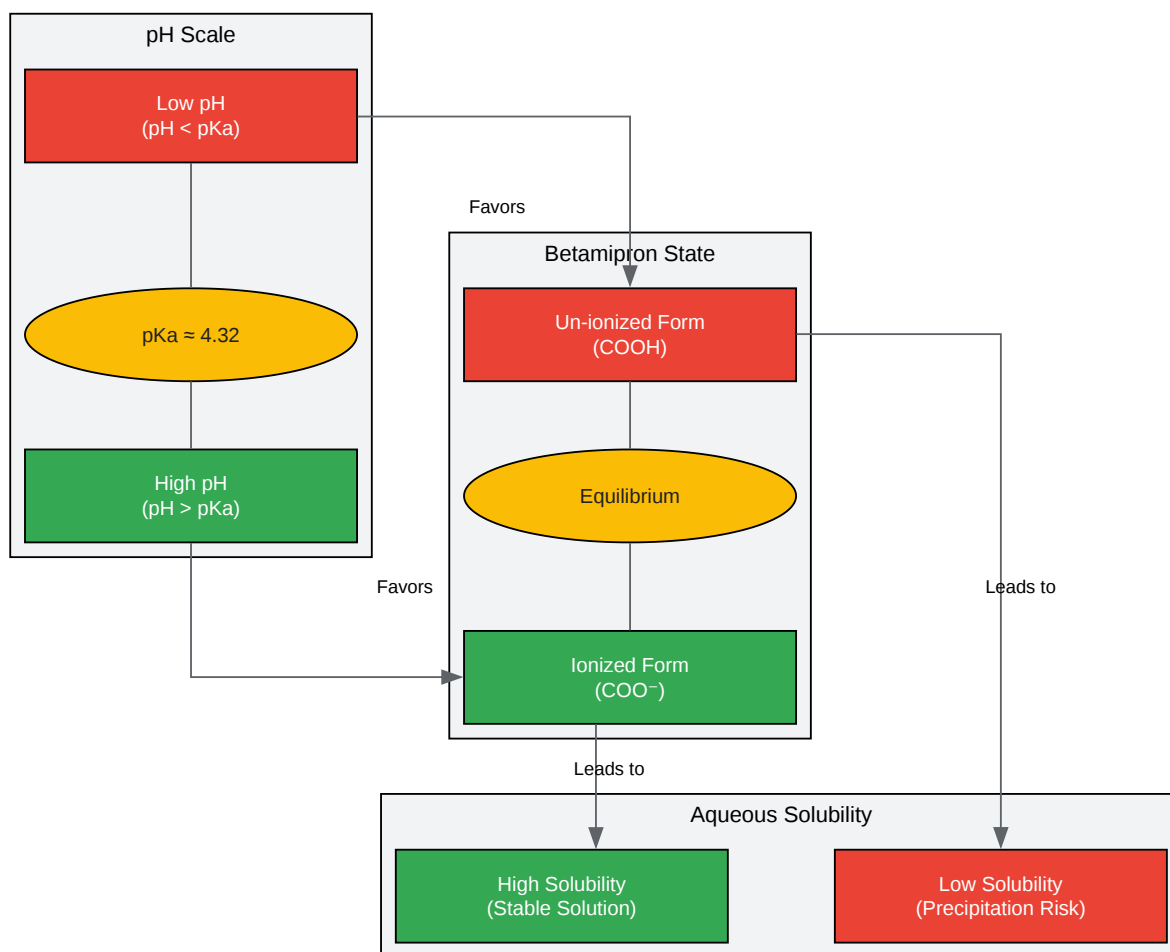 pH Scale
Low pH
(pH < pKa)
Favors
Betamipron State
pKa ≈ 4.32
Un-ionized Form
(COOH)
High pH
(pH > pKa)
Equilibrium
Favors
Leads to
Ionized Form
(COO⁻)
Leads to
Aqueous Solubility
High Solubility
(Stable Solution)
Low Solubility
(Precipitation Risk)